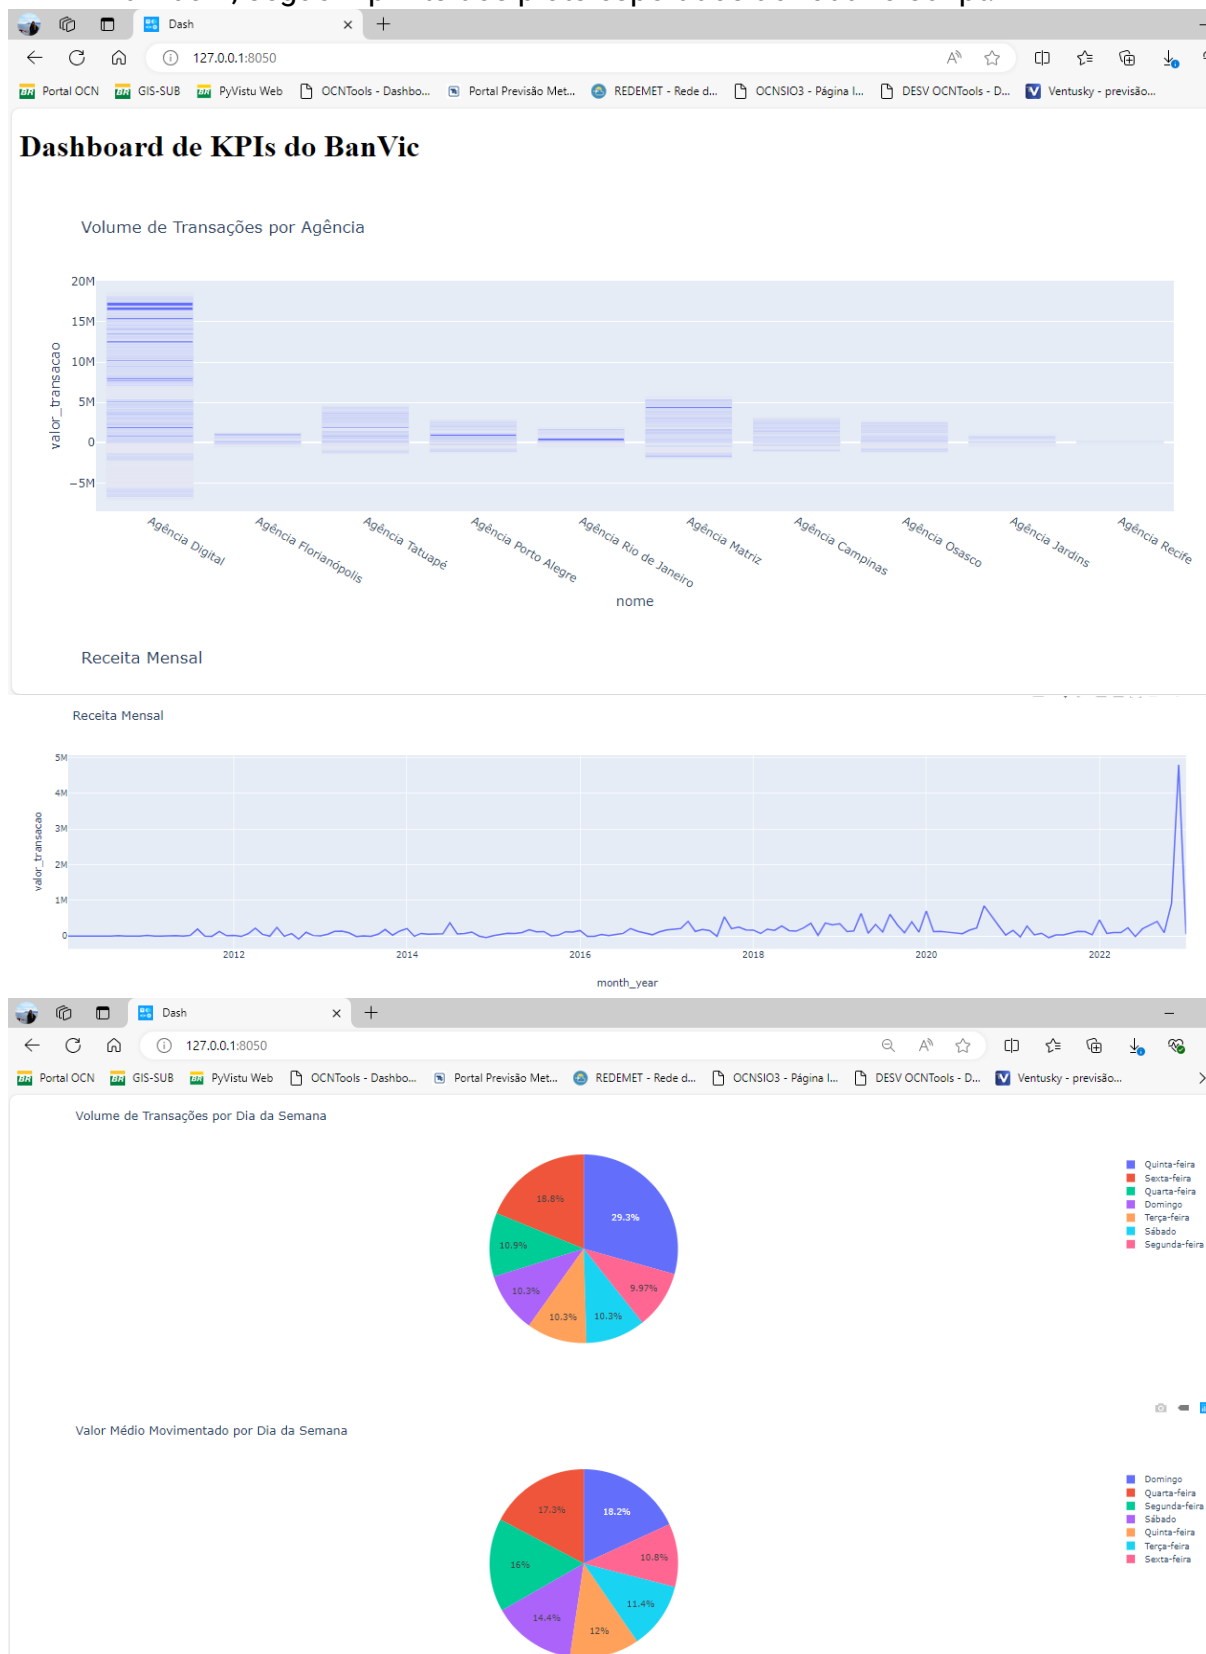 Dash
127.0.0.1:8050
Portal OCN GIS-SUB PyVistu Web OCNTools - Dashbo... Portal Previsão Met... REDEMET - Rede d... OCNSIO3 - Página I... DESV OCNTools - D... Ventusky - previsão...
Dashboard de KPIs do BanVic
Volume de Transações por Agência
20M
15M
10M
5M
0
−5M
valor_transacao
Agência Digital
Agência Florianópolis
Agência Tatuapé
Agência Porto Alegre
Agência Rio de Janeiro
Agência Matriz
Agência Campinas
Agência Osasco
Agência Jardins
Agência Recife
nome
Receita Mensal
Receita Mensal
5M
4M
3M
2M
1M
0
valor_transacao
2012 2014 2016 2018 2020 2022
month_year
Dash
127.0.0.1:8050
Portal OCN GIS-SUB PyVistu Web OCNTools - Dashbo... Portal Previsão Met... REDEMET - Rede d... OCNSIO3 - Página I... DESV OCNTools - D... Ventusky - previsão...
Volume de Transações por Dia da Semana
18.8%
29.3%
10.9%
10.3%
10.3%
10.3%
9.97%
Quinta-feira
Sexta-feira
Quarta-feira
Domingo
Terça-feira
Sábado
Segunda-feira
Valor Médio Movimentado por Dia da Semana
17.3%
18.2%
16%
10.8%
14.4%
12%
11.4%
Domingo
Quarta-feira
Segunda-feira
Sábado
Quinta-feira
Terça-feira
Sexta-feira